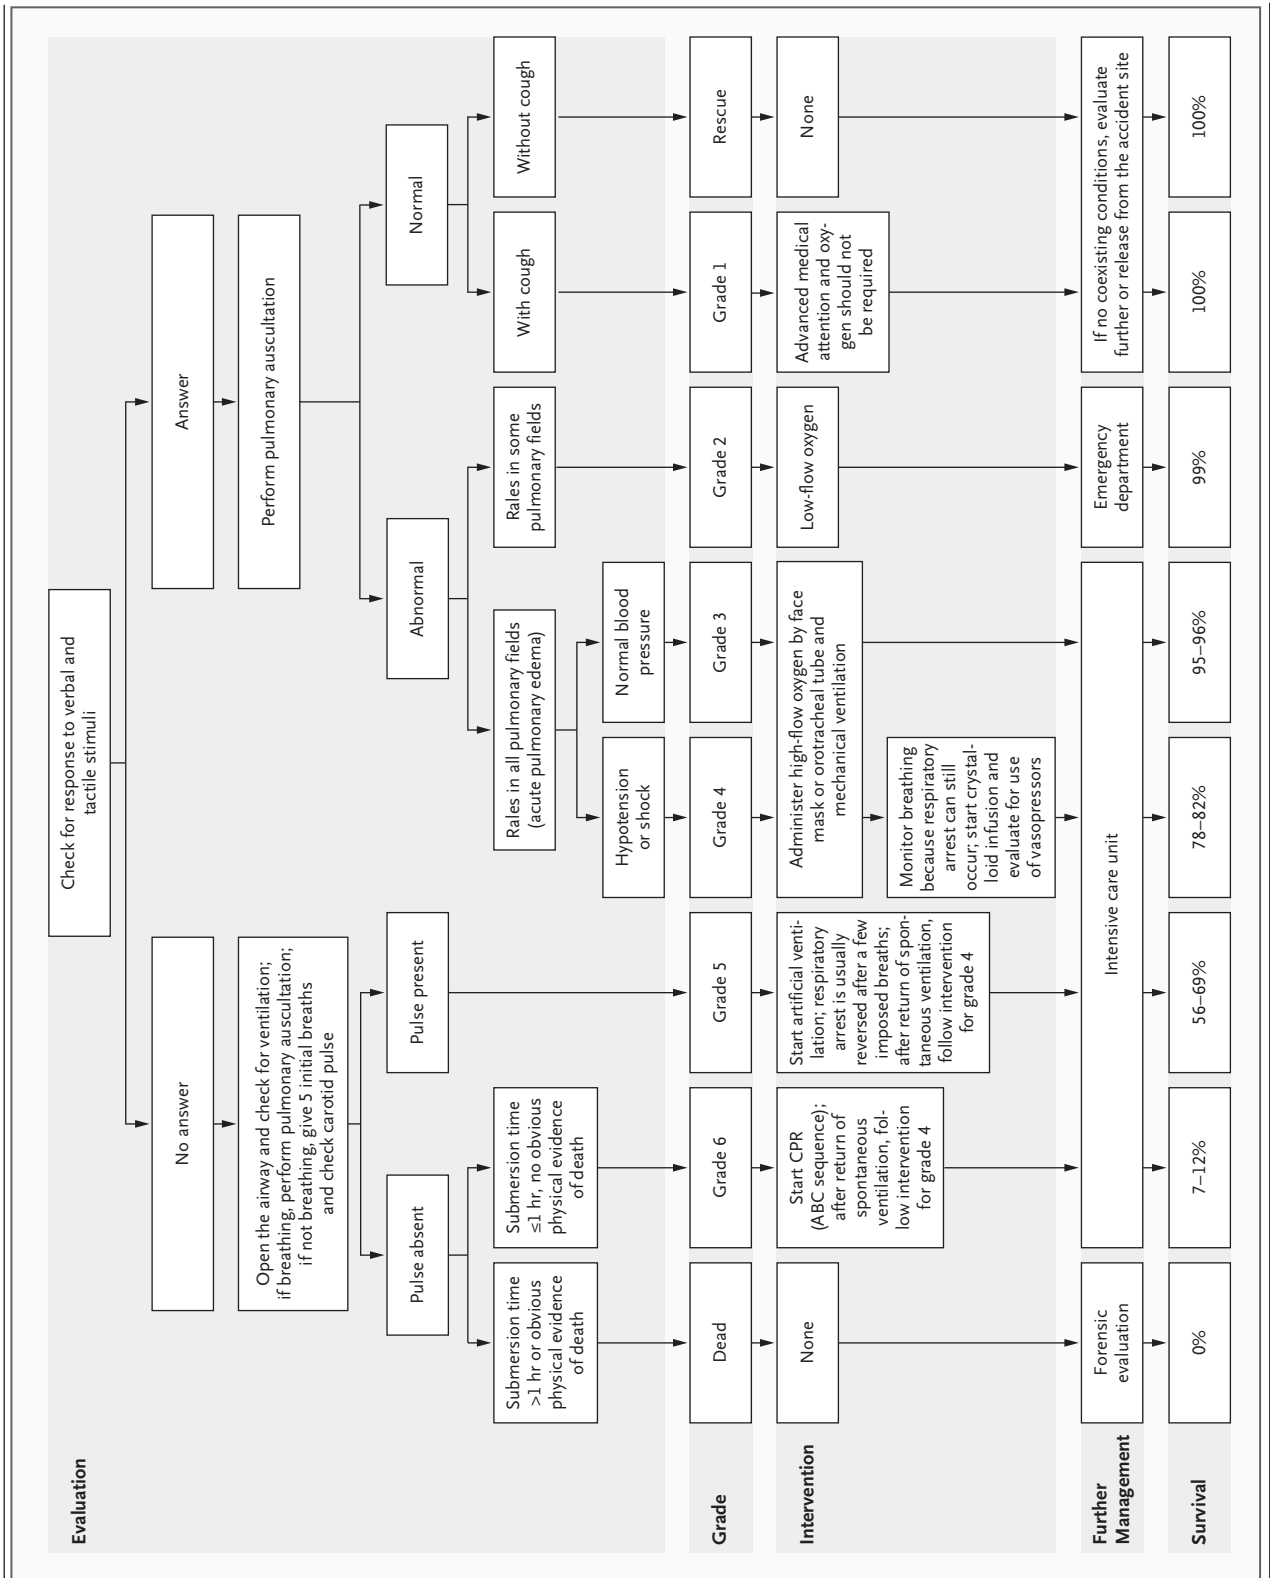 Evaluation
Check for response to verbal and
tactile stimuli
No answer
Answer
Open the airway and check for ventilation;
if breathing, perform pulmonary auscultation;
if not breathing, give 5 initial breaths
and check carotid pulse
Perform pulmonary auscultation
Pulse absent
Pulse present
Abnormal
Normal
Submersion time
>1 hr or obvious
physical evidence
of death
Submersion time
≤1 hr, no obvious
physical evidence
of death
Rales in all pulmonary fields
(acute pulmonary edema)
Rales in some
pulmonary fields
With cough
Without cough
Hypotension
or shock
Normal blood
pressure
Grade
Dead
Grade 6
Grade 5
Grade 4
Grade 3
Grade 2
Grade 1
Rescue
Intervention
None
Start CPR
(ABC sequence);
after return of
spontaneous
ventilation, fol-
low intervention
for grade 4
Start artificial venti-
lation; respiratory
arrest is usually
reversed after a few
imposed breaths;
after return of spon-
taneous ventilation,
follow intervention
for grade 4
Administer high-flow oxygen by face
mask or orotracheal tube and
mechanical ventilation
Monitor breathing
because respiratory
arrest can still
occur; start crystal-
loid infusion and
evaluate for use
of vasopressors
Low-flow oxygen
Advanced medical
attention and oxy-
gen should not
be required
None
Further
Management
Forensic
evaluation
Intensive care unit
Emergency
department
If no coexisting conditions, evaluate
further or release from the accident site
Survival
0%
7–12%
56–69%
78–82%
95–96%
99%
100%
100%